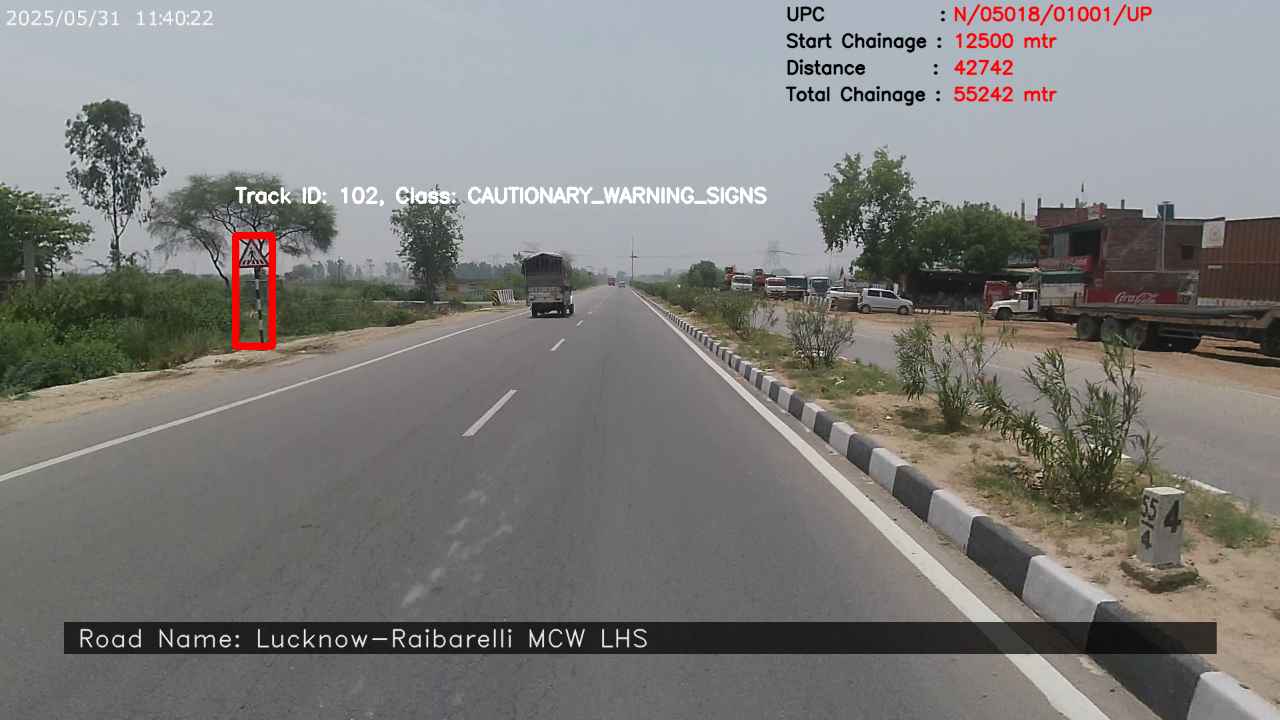 2025/05/31 11:40:22
UPC : N/05018/01001/UP
Start Chainage : 12500 mtr
Distance : 42742
Total Chainage : 55242 mtr
Track ID: 102, Class: CAUTIONARY_WARNING_SIGNS
Coca-Cola
55
4
4
Road Name: Lucknow-Raibarelli MCW LHS